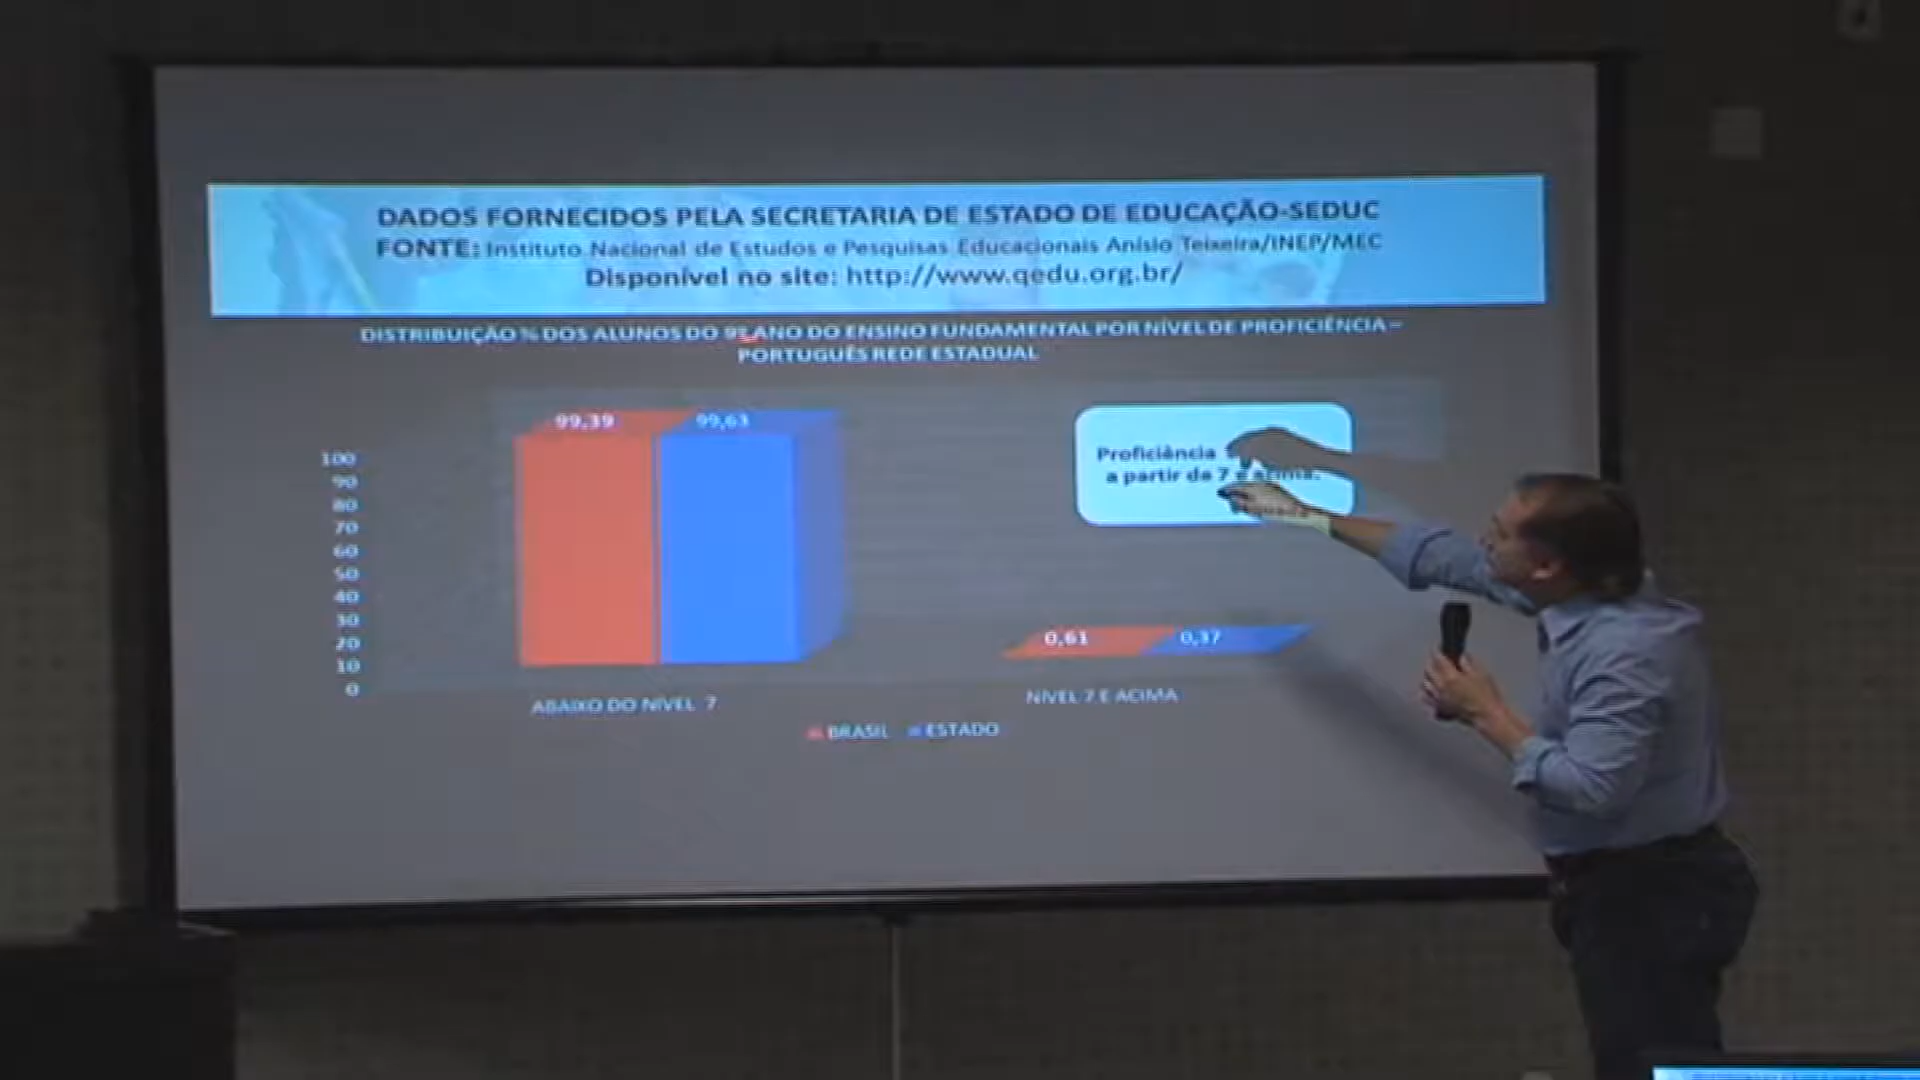 DADOS FORNECIDOS PELA SECRETARIA DE ESTADO DE EDUCAÇÃO-SEDUC
FONTE: Instituto Nacional de Estudos e Pesquisas Educacionais Anísio Teixeira/INEP/MEC
Disponível no site: http://www.qedu.org.br/
DISTRIBUIÇÃO % DOS ALUNOS DO 9º ANO DO ENSINO FUNDAMENTAL POR NÍVEL DE PROFICIÊNCIA –
PORTUGUÊS REDE ESTADUAL
99,39
99,63
Proficiência
a partir da 7 e acima.
100
90
80
70
60
50
40
30
20
10
0
0,61
0,37
ABAIXO DO NÍVEL 7
NIVEL 7 E ACIMA
BRASIL
ESTADO